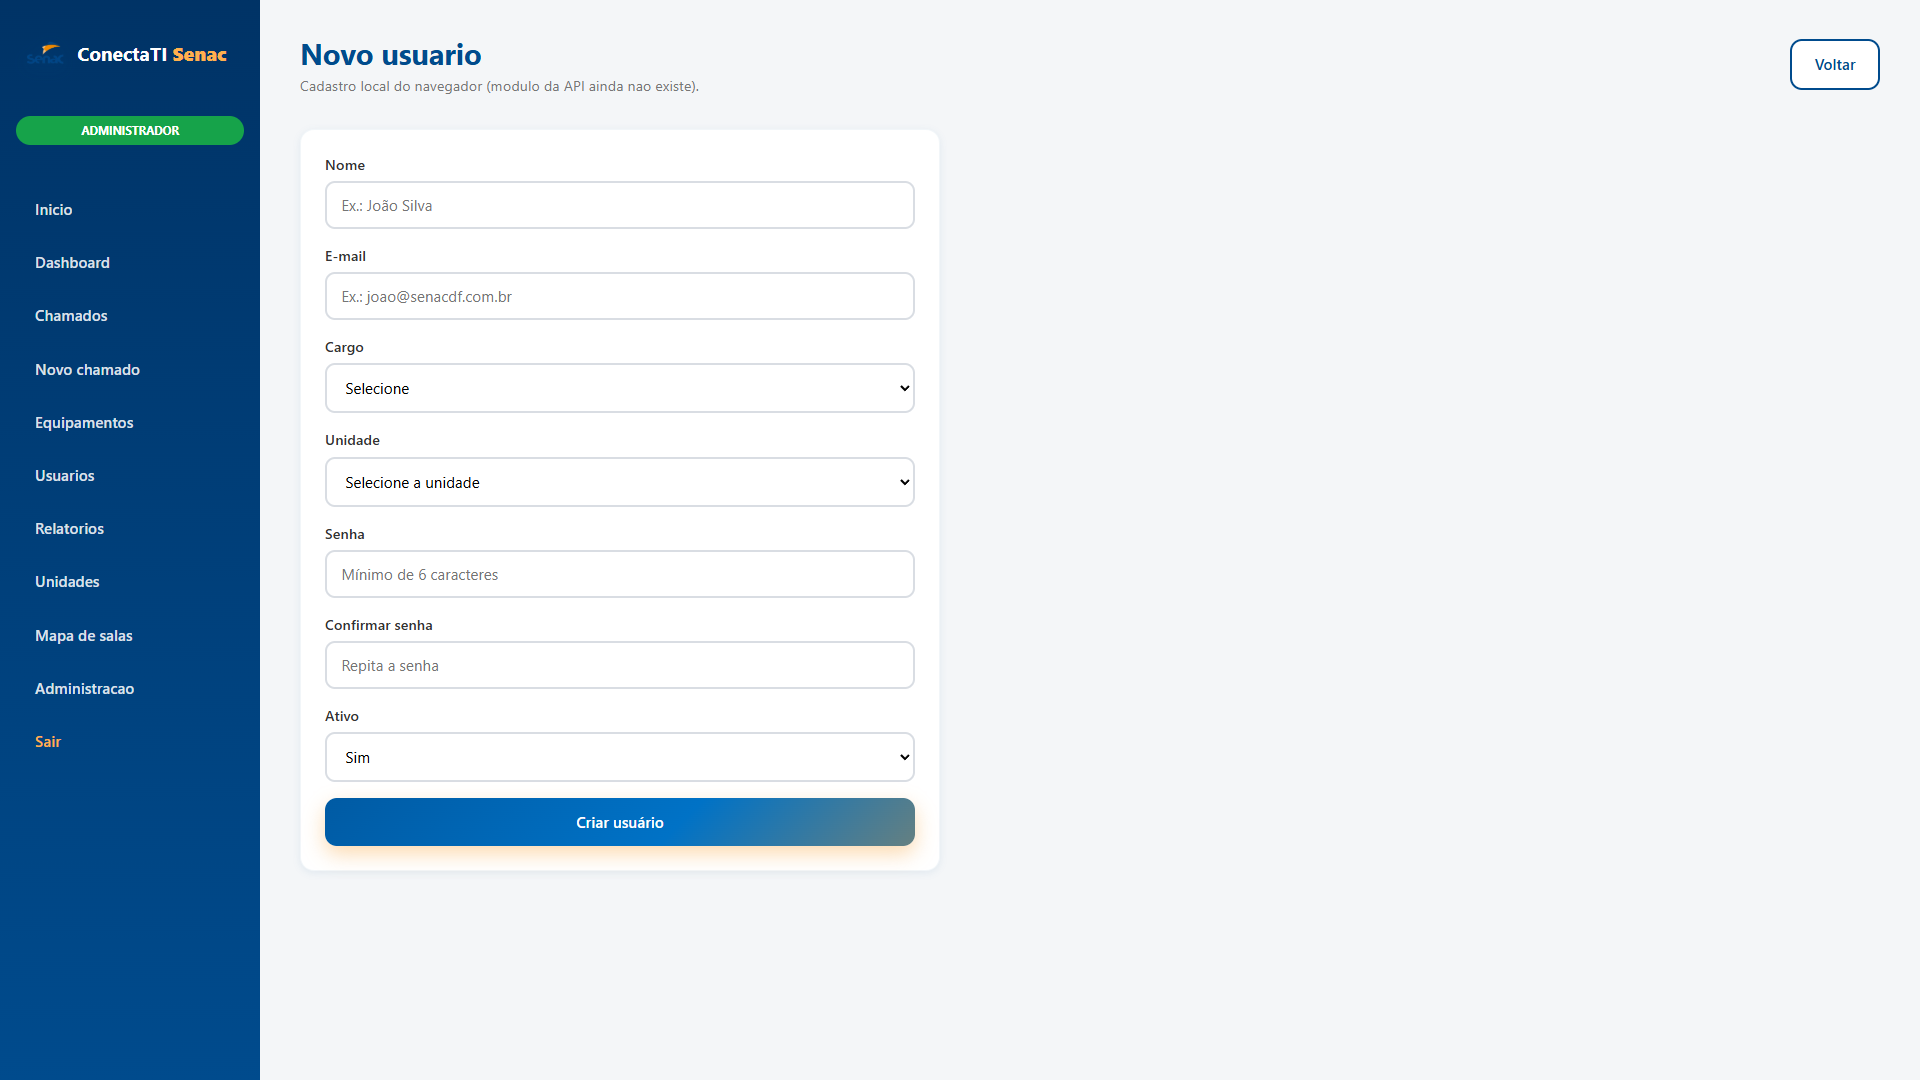 Senac
ConectaTI Senac
ADMINISTRADOR
Inicio
Dashboard
Chamados
Novo chamado
Equipamentos
Usuarios
Relatorios
Unidades
Mapa de salas
Administracao
Sair
Novo usuario
Cadastro local do navegador (modulo da API ainda nao existe).
Voltar
Nome
Ex.: João Silva
E-mail
Ex.: joao@senacdf.com.br
Cargo
Selecione
Unidade
Selecione a unidade
Senha
Mínimo de 6 caracteres
Confirmar senha
Repita a senha
Ativo
Sim
Criar usuário